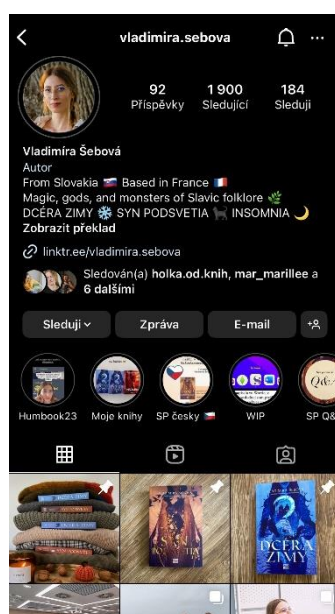 vladimira.sebova
92
1 900
184
Příspěvky
Sledující
Sleduji
Vladimíra Šebová
Autor
From Slovakia 🇸🇰 Based in France 🇫🇷
Magic, gods, and monsters of Slavic folklore 🌿
DCÉRA ZIMY ❄️ SYN PODSVETIA 🐈‍⬛ INSOMNIA 🌙
Zobrazit překlad
linktr.ee/vladimira.sebova
Sledován(a) holka.od.knih, mar_marillee a
6 dalšími
Sleduji
Zpráva
E-mail
Humbook23
Moje knihy
SP česky 🇨🇿
WIP
SP Q&
Q&
DCÉRA
ZIMY